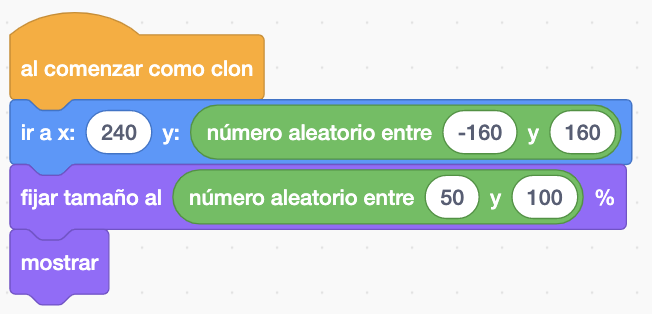 al comenzar como clon
ir a x: 240 y: número aleatorio entre -160 y 160
fijar tamaño al número aleatorio entre 50 y 100 %
mostrar